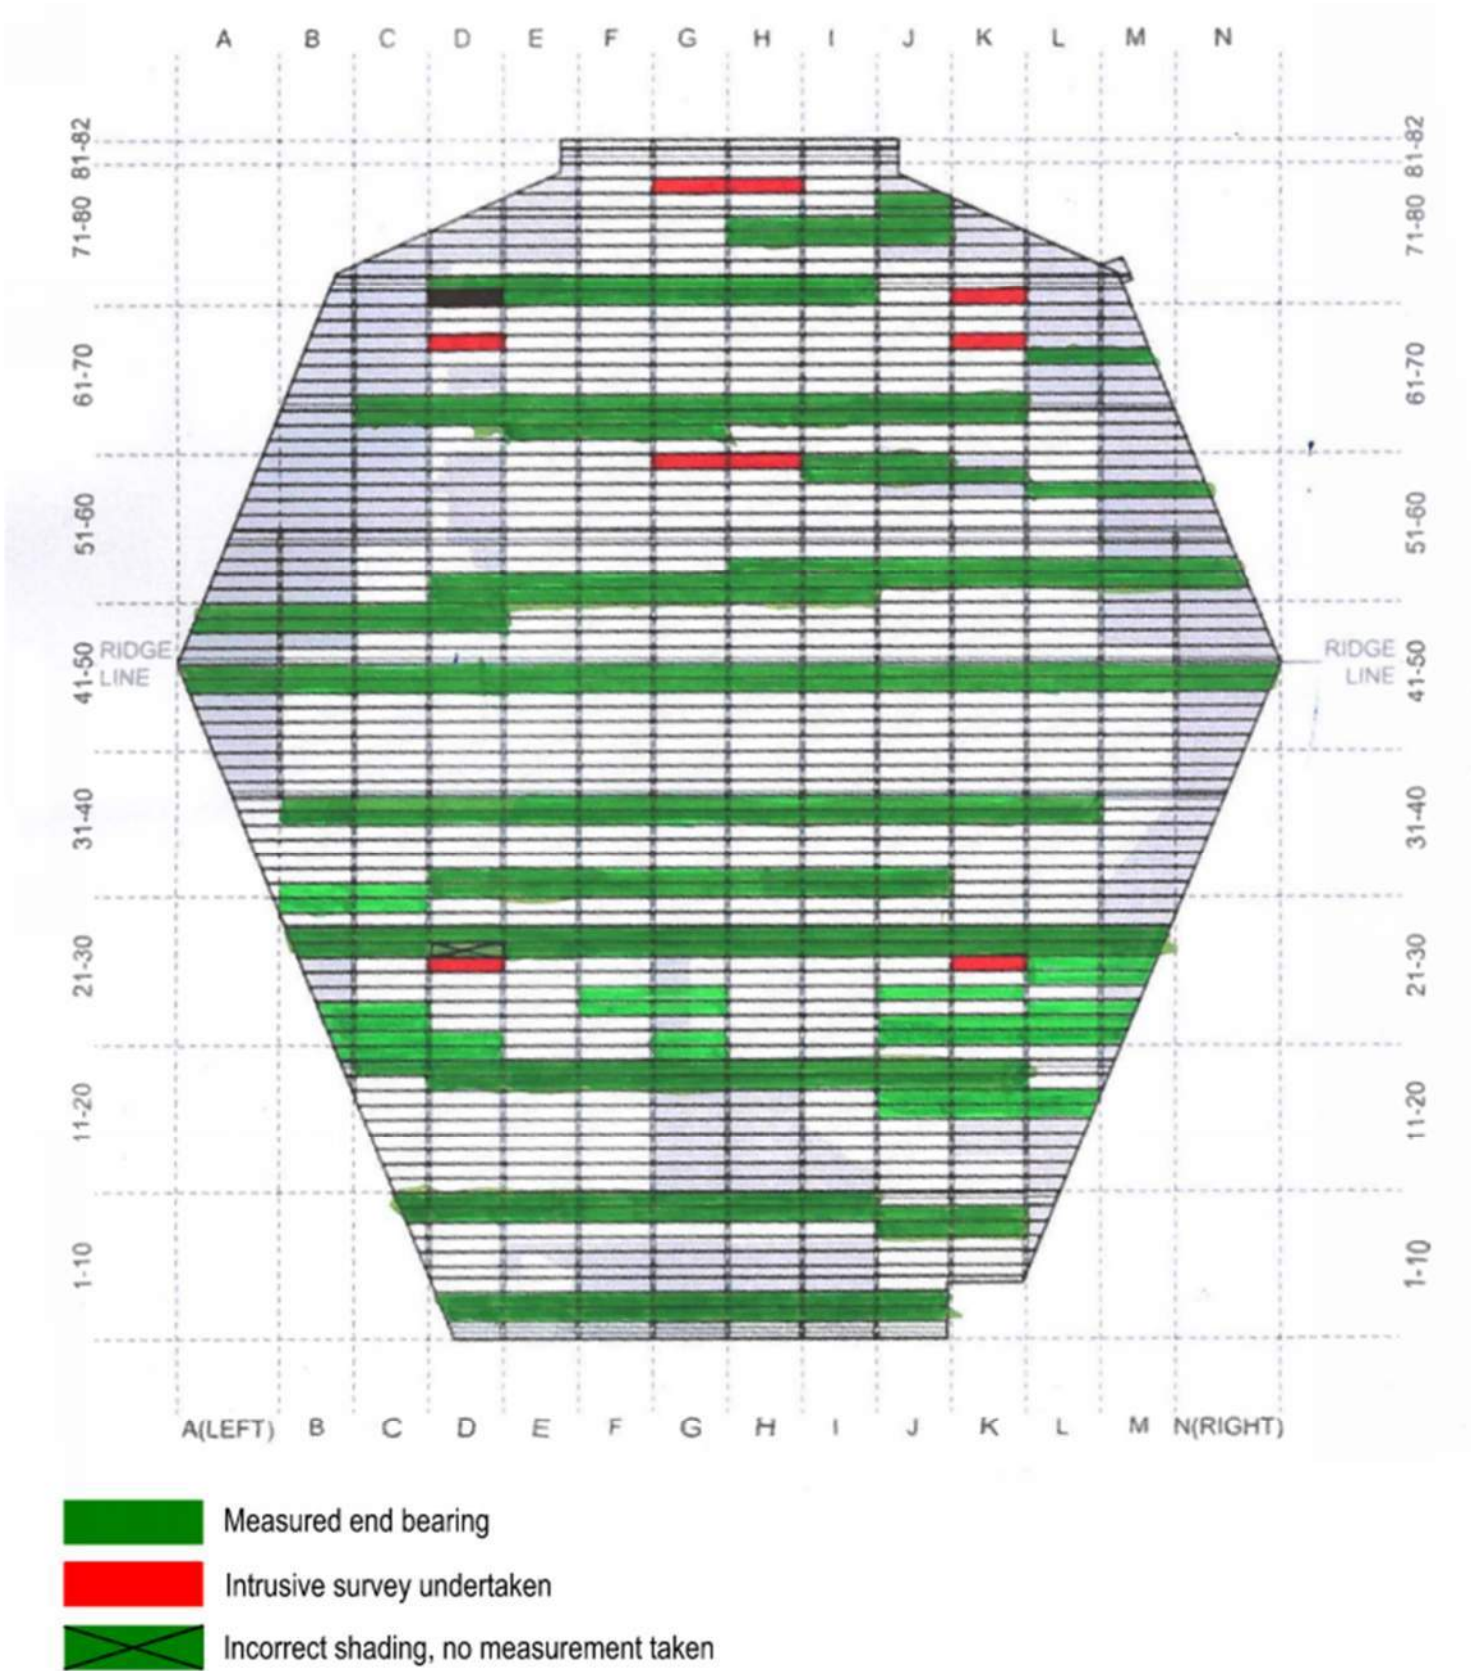 A B C D E F G H I J K L M N
81-82 81-82
71-80 71-80
61-70 61-70
51-60 51-60
RIDGE LINE RIDGE LINE
41-50 41-50
31-40 31-40
21-30 21-30
11-20 11-20
1-10 1-10
A(LEFT) B C D E F G H I J K L M N(RIGHT)
Measured end bearing
Intrusive survey undertaken
Incorrect shading, no measurement taken